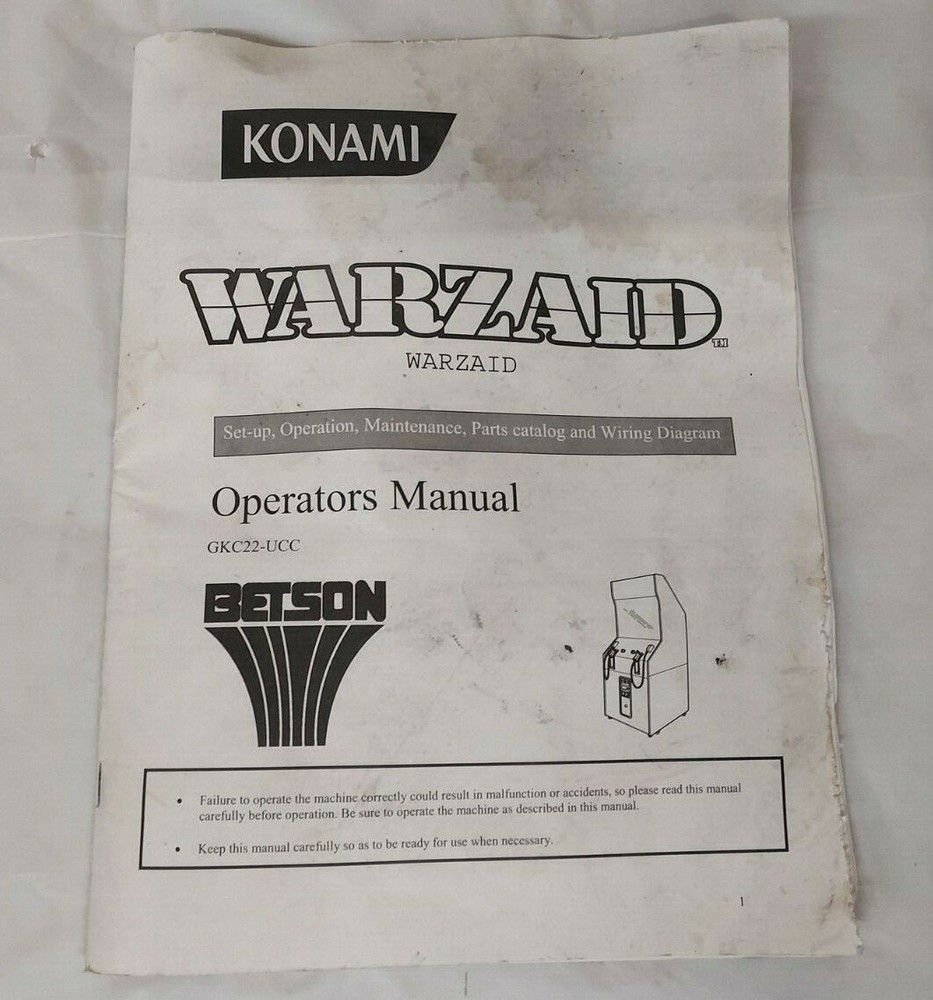 KONAMI
WARZAID TM
WARZAID
Set-up, Operation, Maintenance, Parts catalog and Wiring Diagram
Operators Manual
GKC22-UCC
BETSON
• Failure to operate the machine correctly could result in malfunction or accidents, so please read this manual
carefully before operation. Be sure to operate the machine as described in this manual.
• Keep this manual carefully so as to be ready for use when necessary.
1